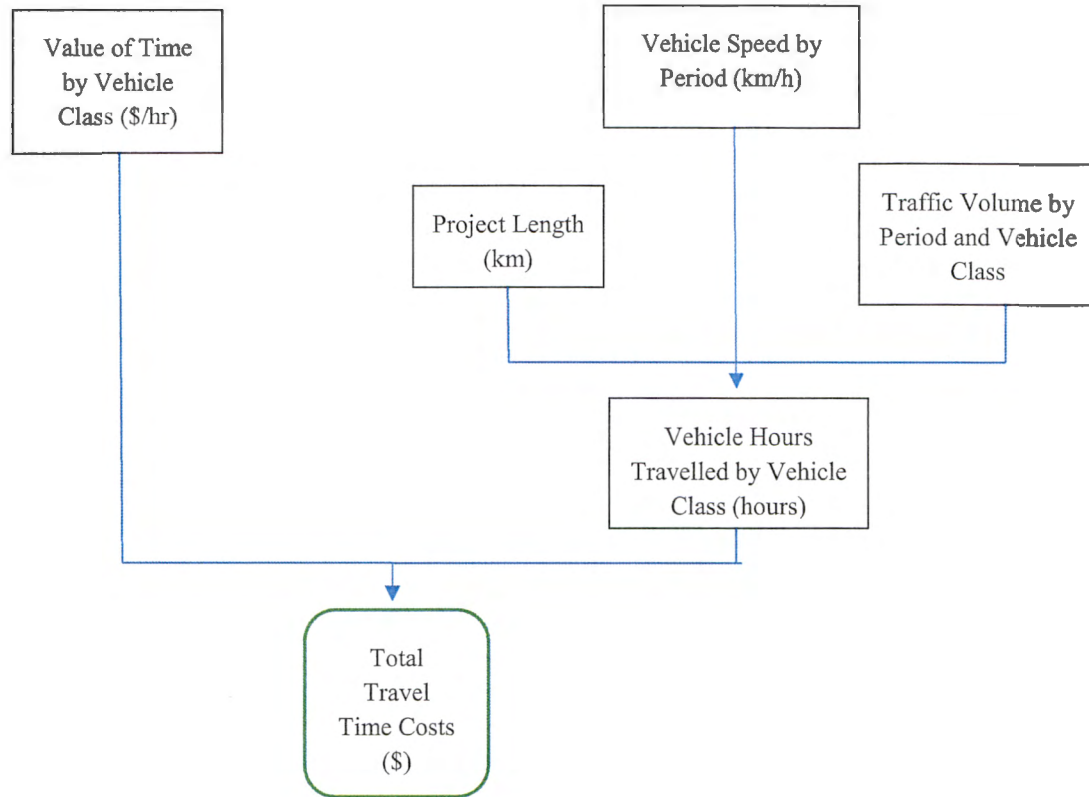 Value of Time
by Vehicle
Class ($/hr)
Vehicle Speed by
Period (km/h)
Project Length
(km)
Traffic Volume by
Period and Vehicle
Class
Vehicle Hours
Travelled by Vehicle
Class (hours)
Total
Travel
Time Costs
($)